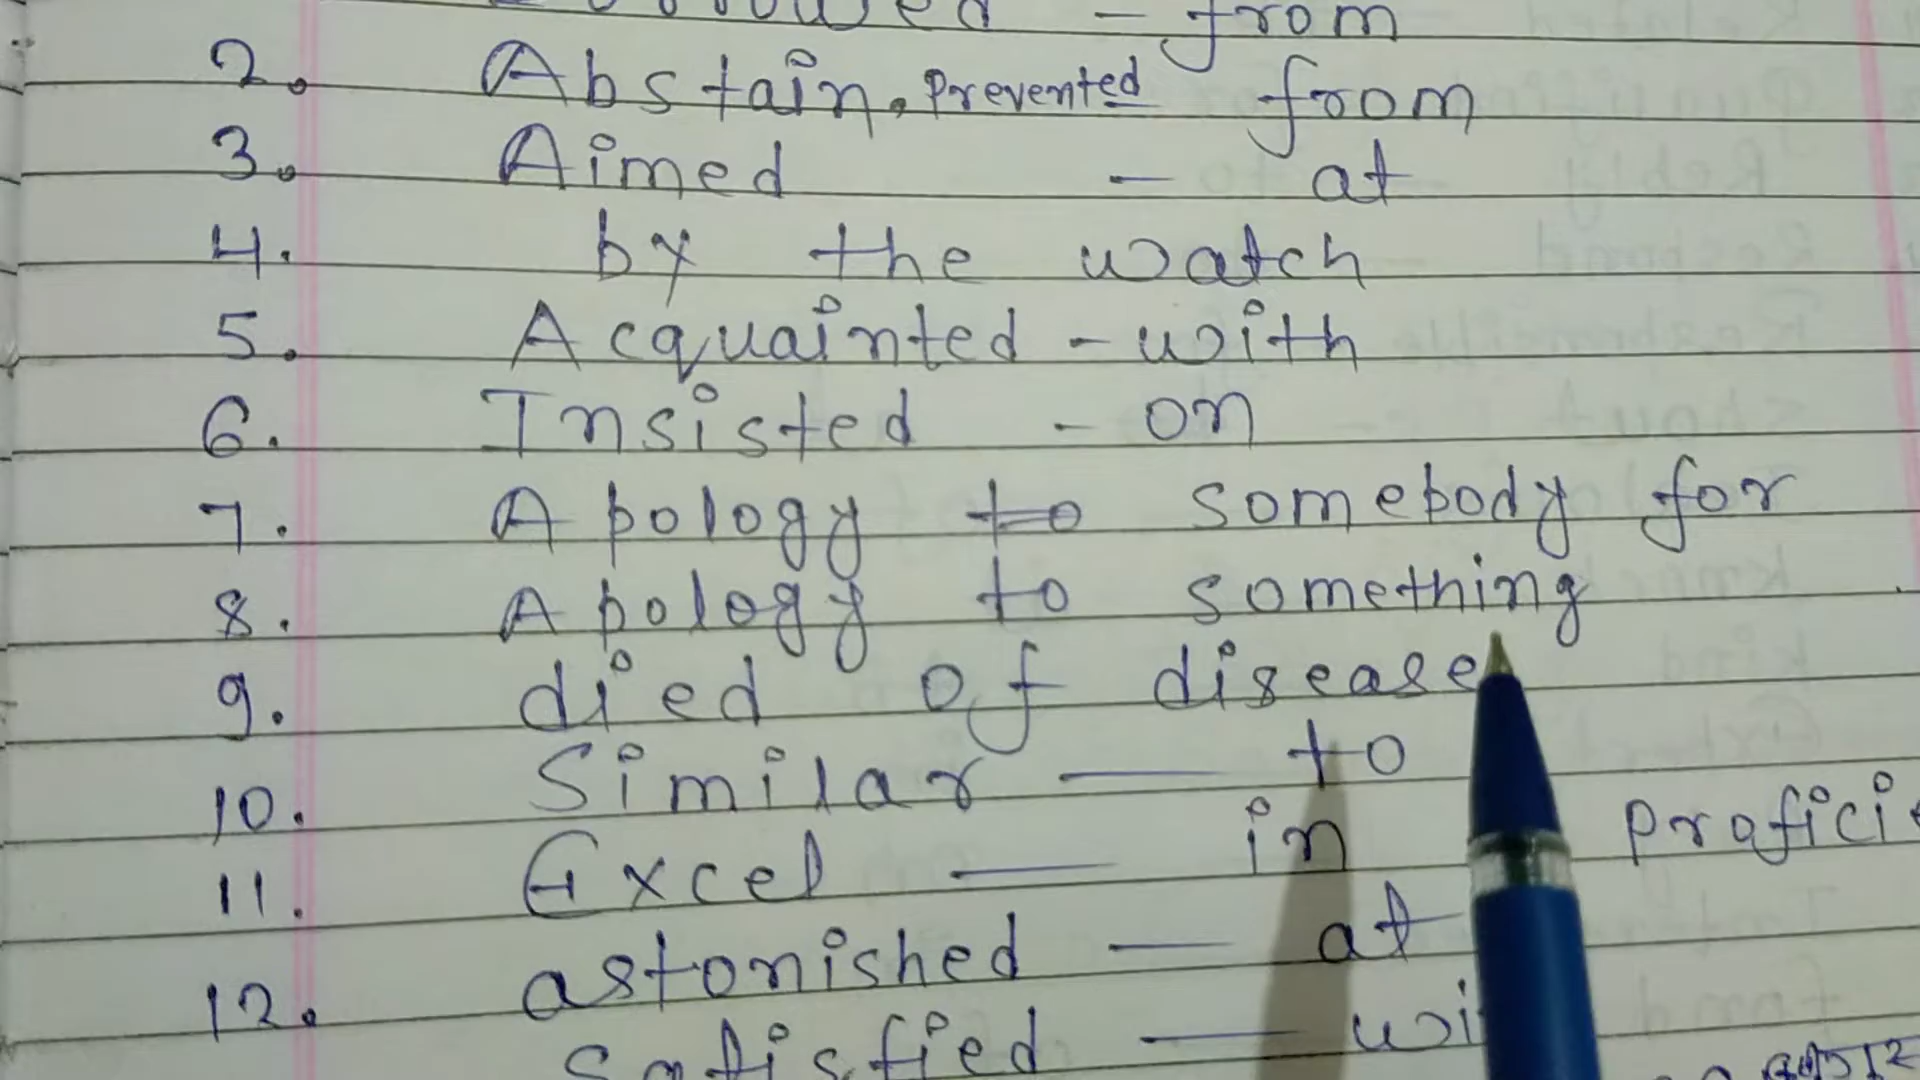 from
2. Abstain, Prevented from
3. Aimed - at
4. by the watch
5. Acquainted - with
6. Insisted - on
7. Apology to somebody for
8. Apology to something
9. died of disease
10. Similar — to
11. Excel — in
12. astonished — at
Satisfied —